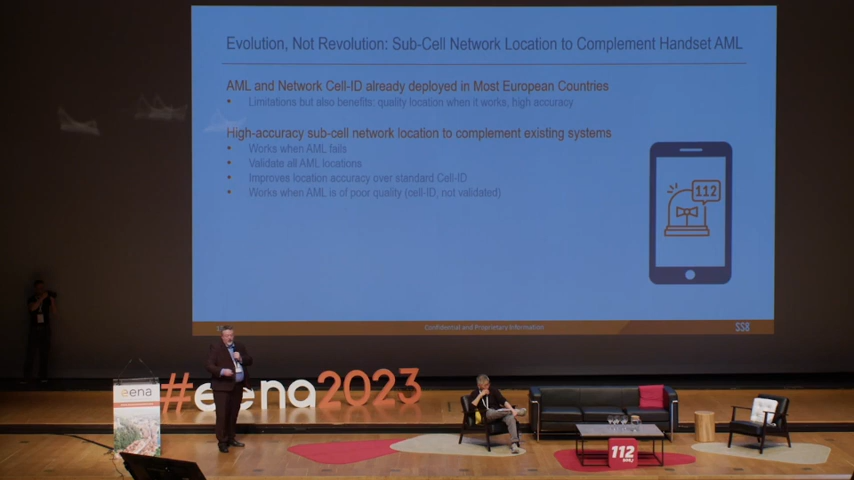 Evolution, Not Revolution: Sub-Cell Network Location to Complement Handset AML
AML and Network Cell-ID already deployed in Most European Countries
• Limitations but also benefits: quality location when it works, high accuracy
High-accuracy sub-cell network location to complement existing systems
• Works when AML fails
• Validate all AML locations
• Improves location accuracy over standard Cell-ID
• Works when AML is of poor quality (cell-ID, not validated)
112
Confidential and Proprietary Information
SS8
eena
#eena2023
112